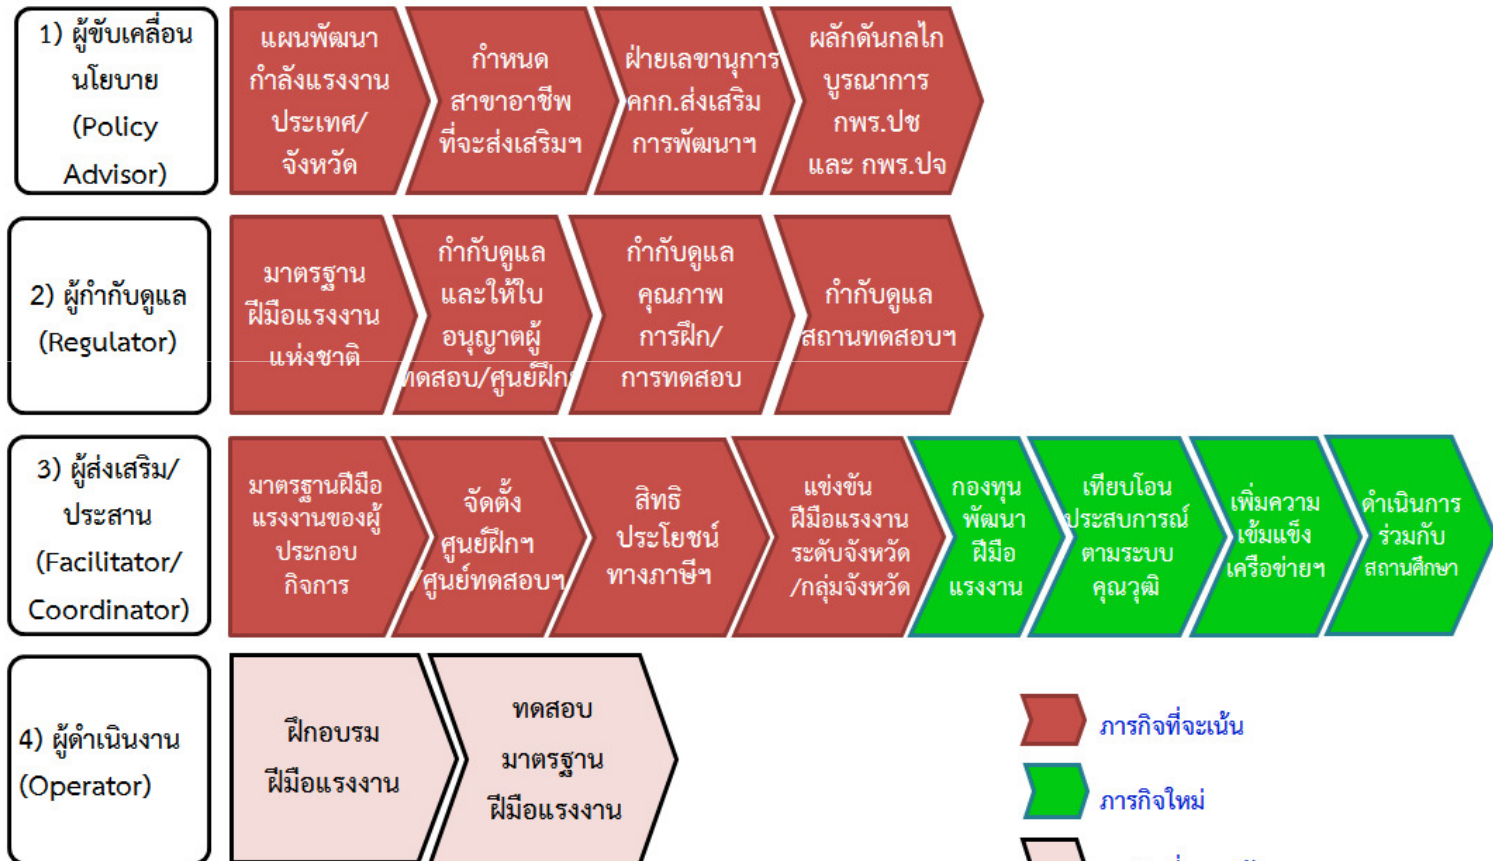 1) ผู้ขับเคลื่อน
นโยบาย
(Policy
Advisor)
แผนพัฒนา
กำลังแรงงาน
ประเทศ/
จังหวัด
กำหนด
สาขาอาชีพ
ที่จะส่งเสริมฯ
ฝ่ายเลขานุการ
คกก.ส่งเสริม
การพัฒนาฯ
ผลักดันกลไก
บูรณาการ
กพร.ปช
และ กพร.ปจ
2) ผู้กำกับดูแล
(Regulator)
มาตรฐาน
ฝีมือแรงงาน
แห่งชาติ
กำกับดูแล
และให้ใบ
อนุญาตผู้
ทดสอบ/ศูนย์ฝึก
กำกับดูแล
คุณภาพ
การฝึก/
การทดสอบ
กำกับดูแล
สถานทดสอบฯ
3) ผู้ส่งเสริม/
ประสาน
(Facilitator/
Coordinator)
มาตรฐานฝีมือ
แรงงานของผู้
ประกอบ
กิจการ
จัดตั้ง
ศูนย์ฝึกฯ
/ศูนย์ทดสอบฯ
สิทธิ
ประโยชน์
ทางภาษีฯ
แข่งขัน
ฝีมือแรงงาน
ระดับจังหวัด
/กลุ่มจังหวัด
กองทุน
พัฒนา
ฝีมือ
แรงงาน
เทียบโอน
ประสบการณ์
ตามระบบ
คุณวุฒิ
เพิ่มความ
เข้มแข็ง
เครือข่ายฯ
ดำเนินการ
ร่วมกับ
สถานศึกษา
4) ผู้ดำเนินงาน
(Operator)
ฝึกอบรม
ฝีมือแรงงาน
ทดสอบ
มาตรฐาน
ฝีมือแรงงาน
ภารกิจที่จะเน้น
ภารกิจใหม่